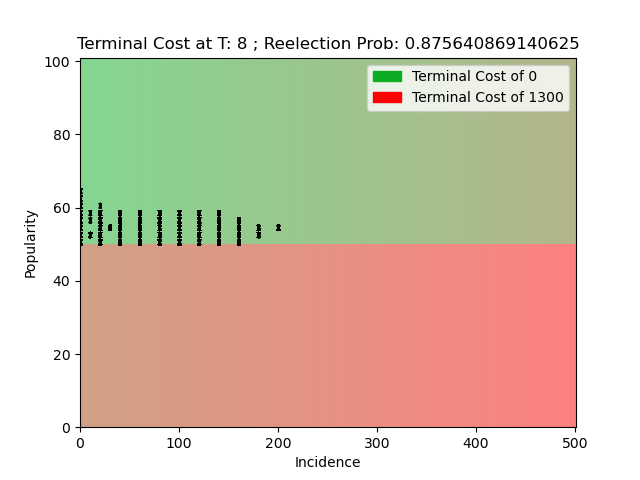 Terminal Cost at T: 8 ; Reelection Prob: 0.875640869140625
Terminal Cost of 0
Terminal Cost of 1300
100
80
60
40
20
0
Popularity
0 100 200 300 400 500
Incidence